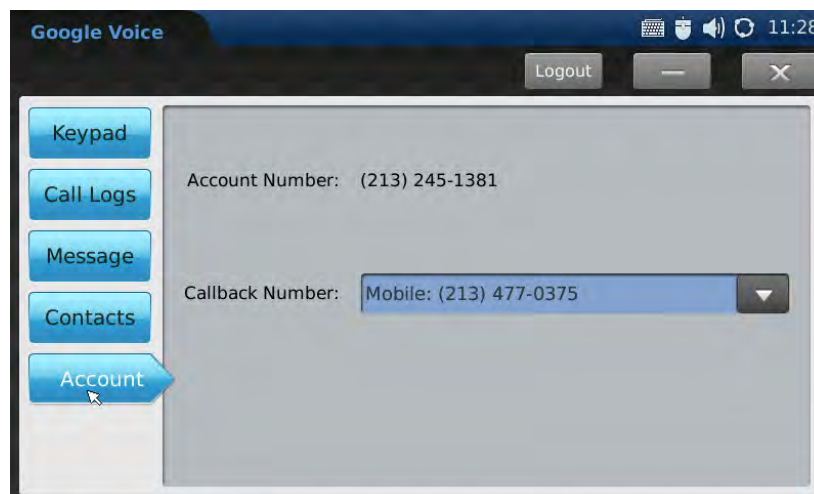 Google Voice
11:28
Logout
Keypad
Call Logs
Message
Contacts
Account
Account Number: (213) 245-1381
Callback Number: Mobile: (213) 477-0375